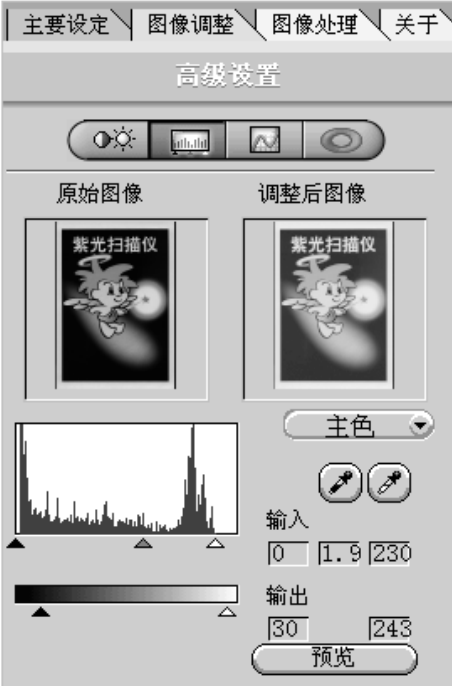 主要设定 图像调整 图像处理 关于
高级设置
原始图像 调整后图像
紫光扫描仪 紫光扫描仪
主色
输入
0 1.9 230
输出
30 243
预览